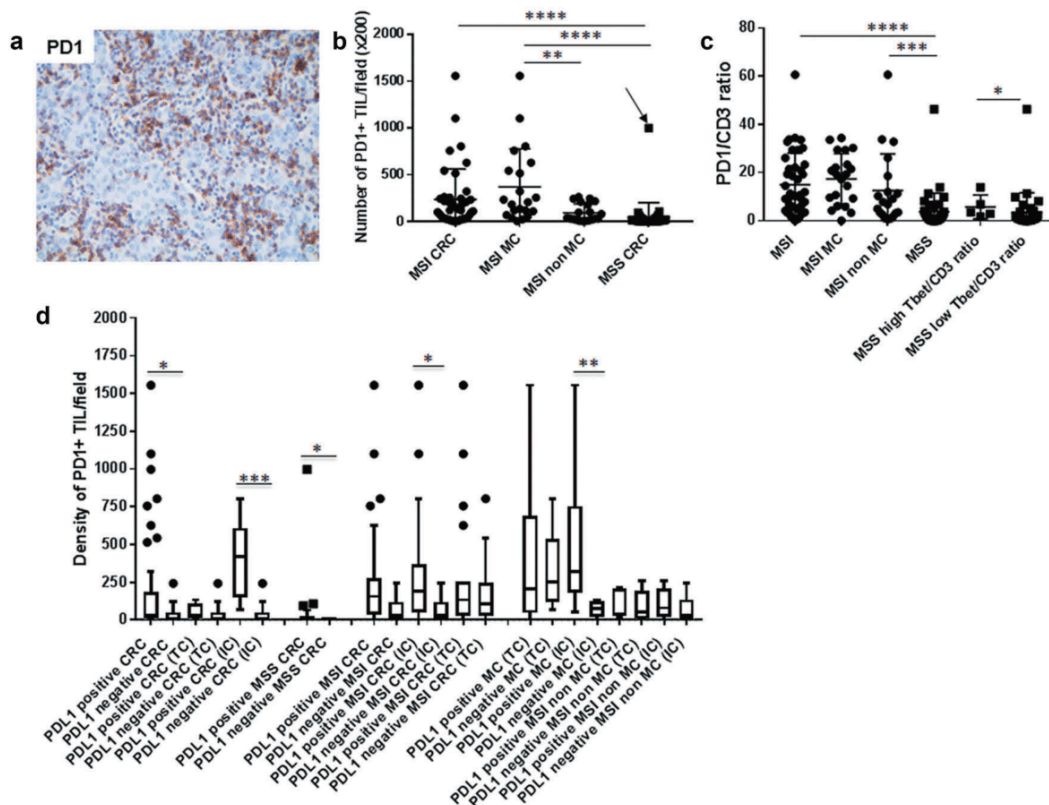 a
PD1
b
Number of PD1+ TIL/field (x200)
2000
1500
1000
500
0
****
****
**
MSI CRC
MSI MC
MSI non MC
MSS CRC
c
PD1/CD3 ratio
80
60
40
20
0
****
***
*
MSI
MSI MC
MSI non MC
MSS
MSS high Tbet/CD3 ratio
MSS low Tbet/CD3 ratio
d
Density of PD1+ TIL/field
2000
1750
1500
1250
1000
750
500
250
0
*
***
*
*
**
PDL1 positive CRC
PDL1 negative CRC
PDL1 positive CRC (TC)
PDL1 negative CRC (TC)
PDL1 positive CRC (IC)
PDL1 negative CRC (IC)
PDL1 positive MSS CRC
PDL1 negative MSS CRC
PDL1 positive MSI CRC
PDL1 negative MSI CRC
PDL1 positive MSI CRC (IC)
PDL1 negative MSI CRC (IC)
PDL1 positive MSI CRC (TC)
PDL1 negative MSI CRC (TC)
PDL1 positive MC (TC)
PDL1 negative MC (TC)
PDL1 positive MC (IC)
PDL1 negative MC (IC)
PDL1 positive MSI non MC (TC)
PDL1 negative MSI non MC (TC)
PDL1 positive MSI non MC (IC)
PDL1 negative MSI non MC (IC)